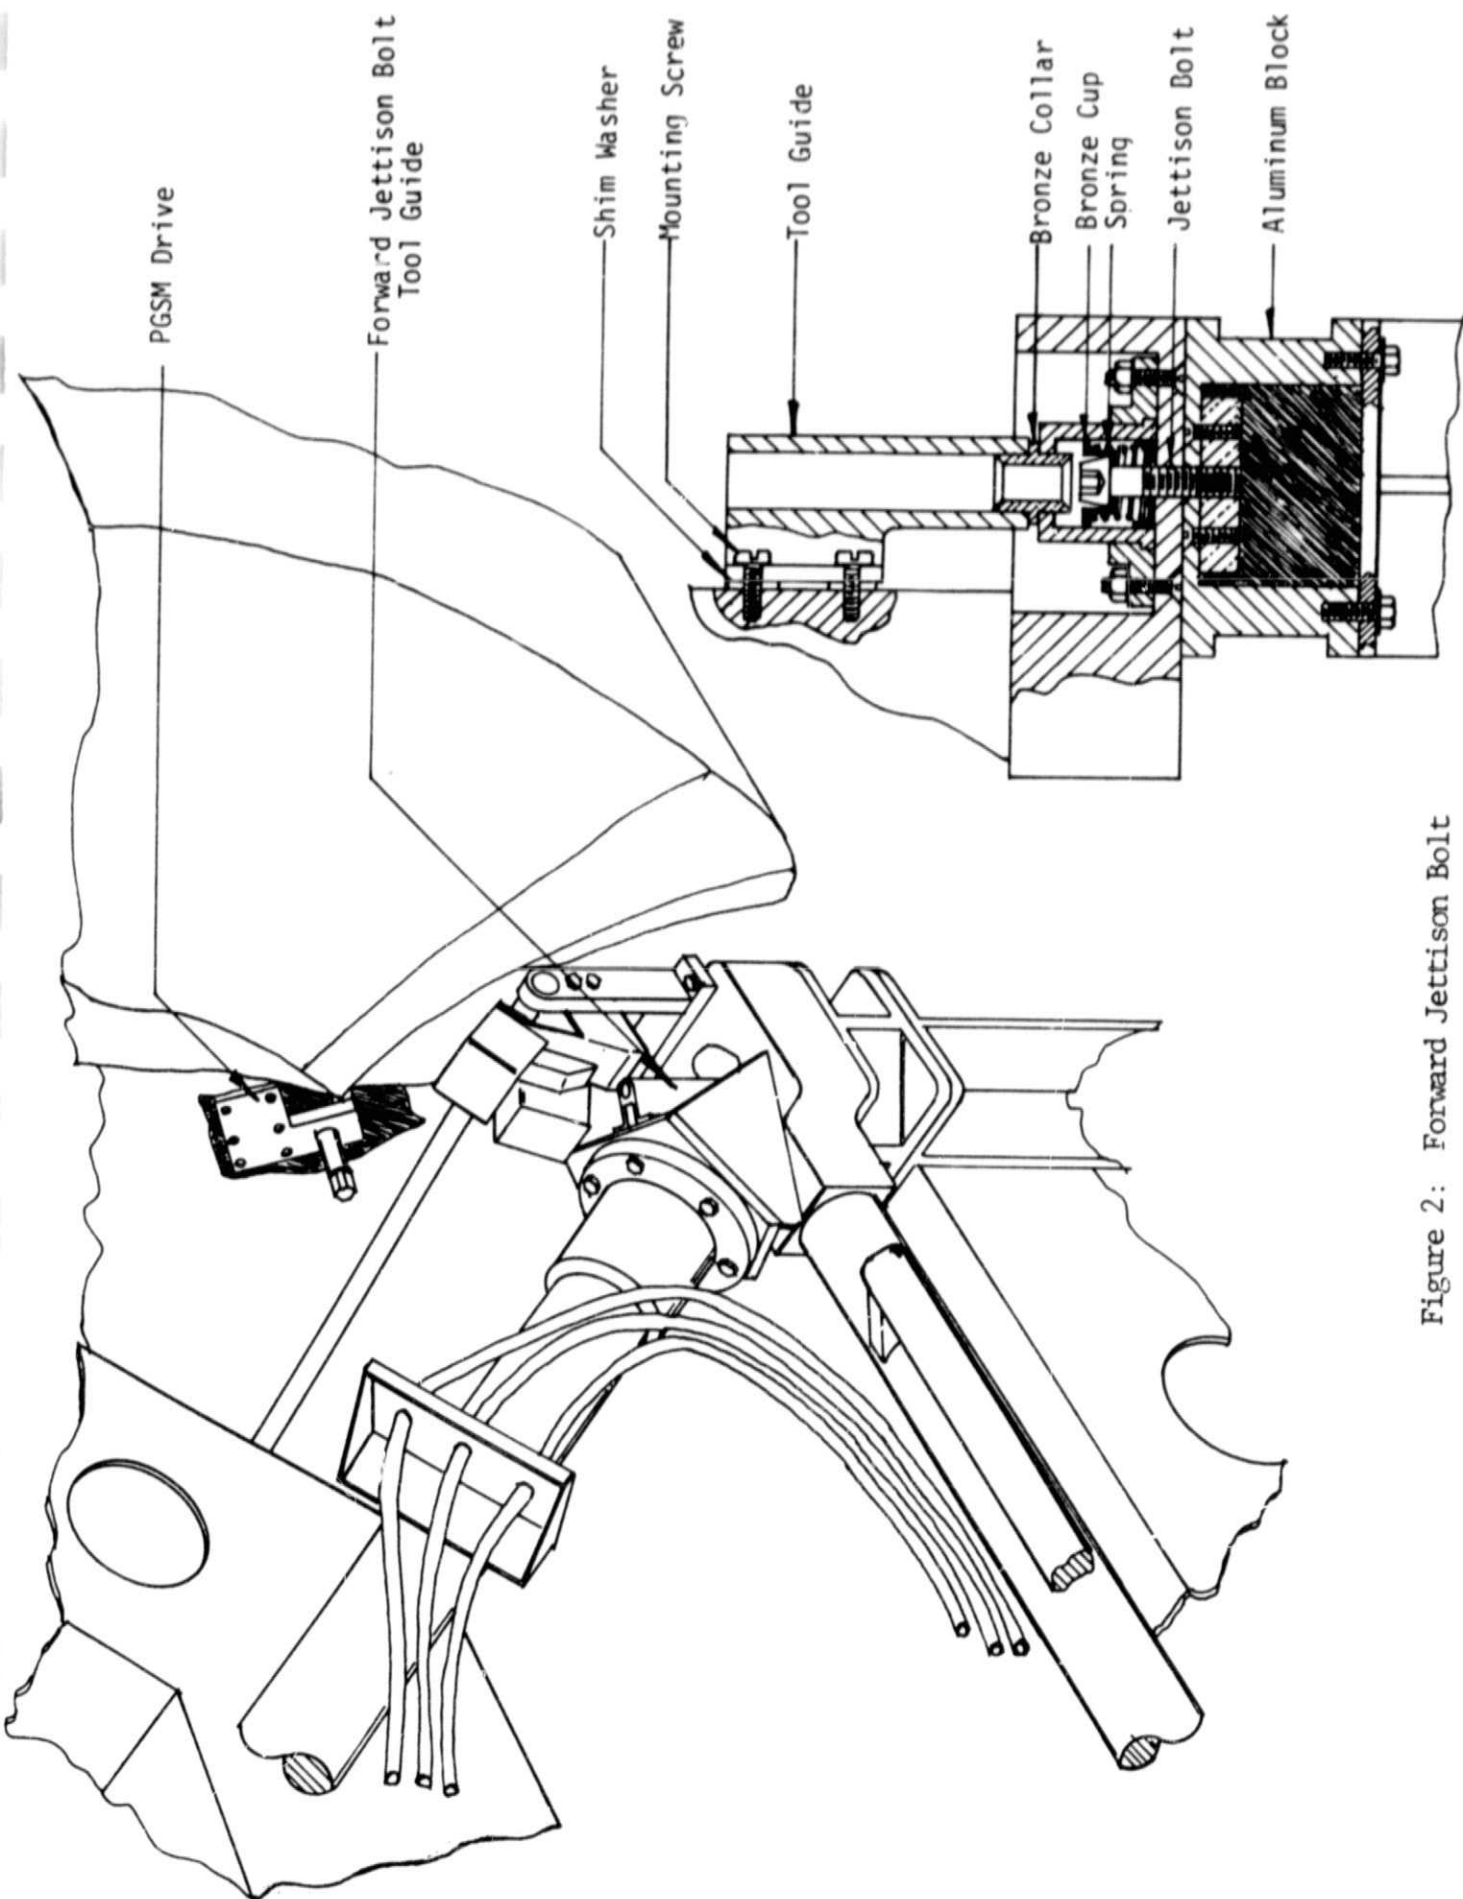 PGSM Drive
Forward Jettison Bolt
Tool Guide
Shim Washer
Mounting Screw
Tool Guide
Bronze Collar
Bronze Cup
Spring
Jettison Bolt
Aluminum Block
Figure 2: Forward Jettison Bolt